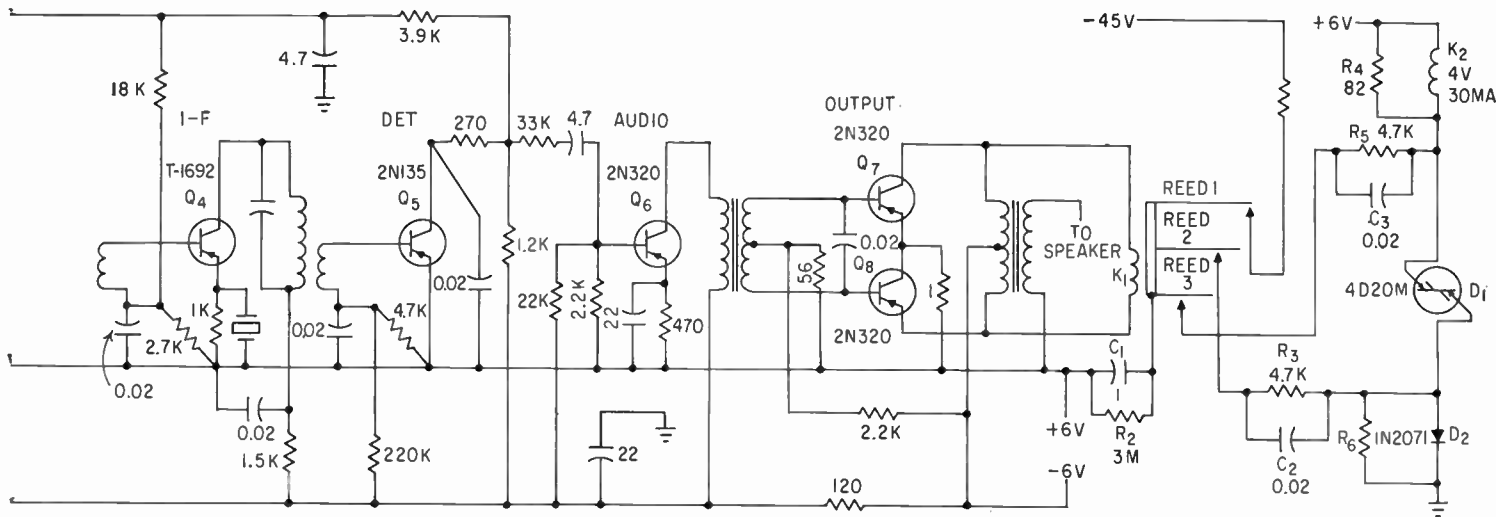 3.9K
4.7
18K
I-F
T-1692
Q4
1K
2.7K
0.02
0.02
1.5K
DET
2N135
Q5
270
0.02
4.7K
0.02
220K
1.2K
33K
4.7
22K
2.2K
22
AUDIO
2N320
Q6
470
22
OUTPUT
2N320
Q7
0.02
Q8
2N320
56
1
2.2K
120
TO
SPEAKER
K1
+6V
-6V
C1
1
R2
3M
-45V
REED 1
REED
2
REED
3
+6V
R4
82
K2
4V
30MA
R5 4.7K
C3
0.02
4D20M
D1
R3
4.7K
C2
0.02
R6
1N2071
D2